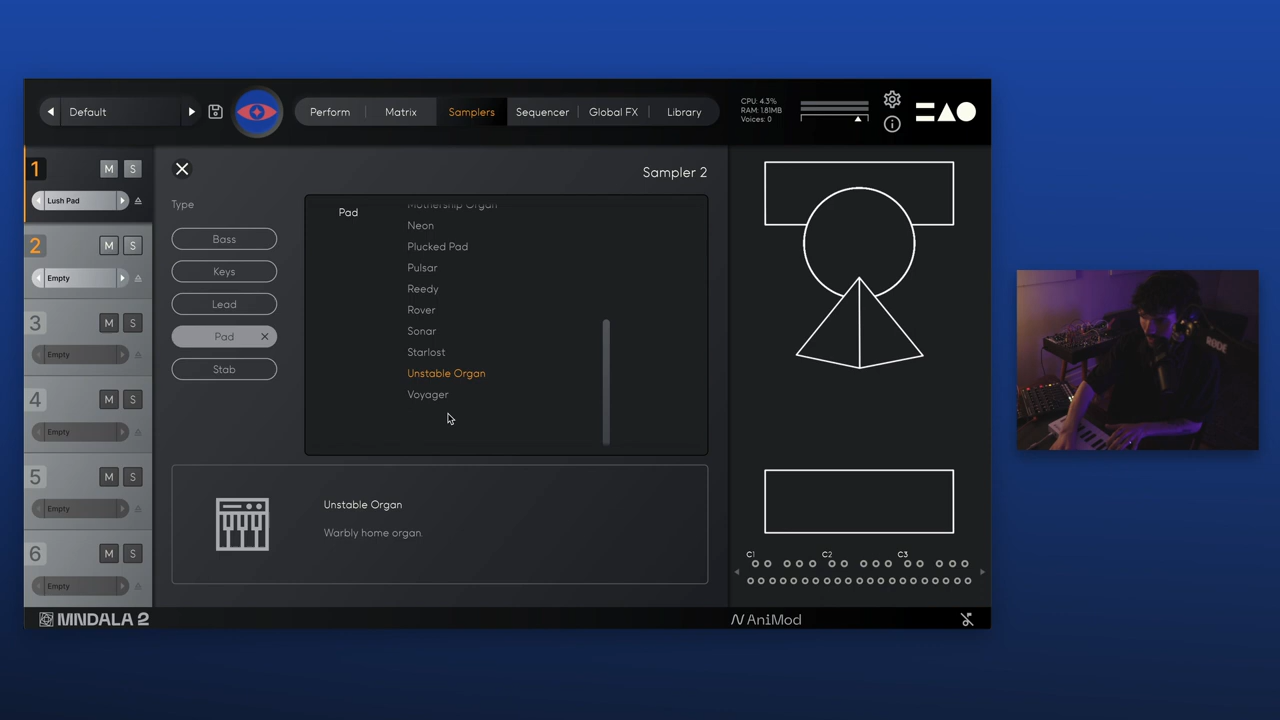 Default
Perform
Matrix
Samplers
Sequencer
Global FX
Library
CPU: 4.3%
RAM: 1.81MB
Voices: 0
1
M
S
Lush Pad
2
M
S
Empty
3
M
S
Empty
4
M
S
Empty
5
M
S
Empty
6
M
S
Empty
Sampler 2
Type
Bass
Keys
Lead
Pad
Stab
Pad
Mothership Organ
Neon
Plucked Pad
Pulsar
Reedy
Rover
Sonar
Starlost
Unstable Organ
Voyager
Unstable Organ
Warbly home organ.
C1
C2
C3
MNDALA 2
AniMod
RØDE